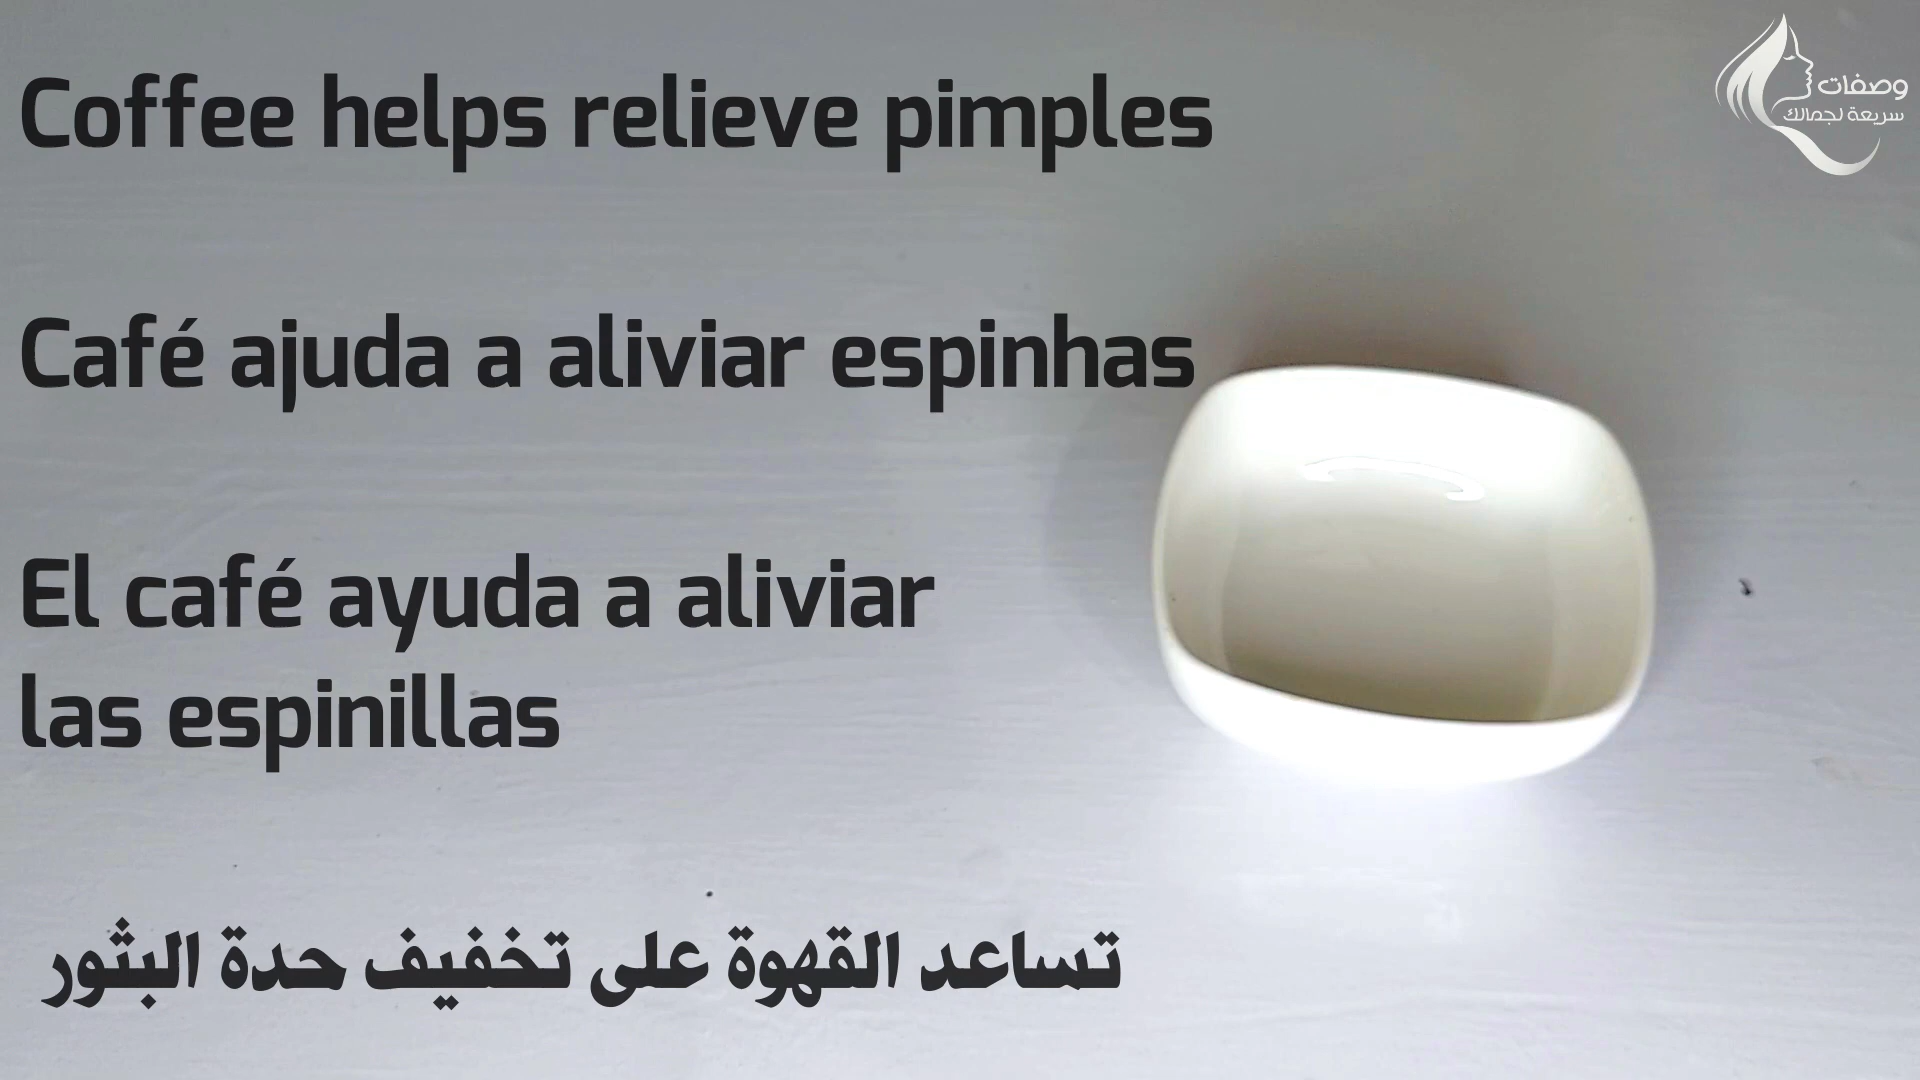 Coffee helps relieve pimples
Café ajuda a aliviar espinhas
El café ayuda a aliviar
las espinillas
تساعد القهوة على تخفيف حدة البثور
وصفات
سريعة لجمالك